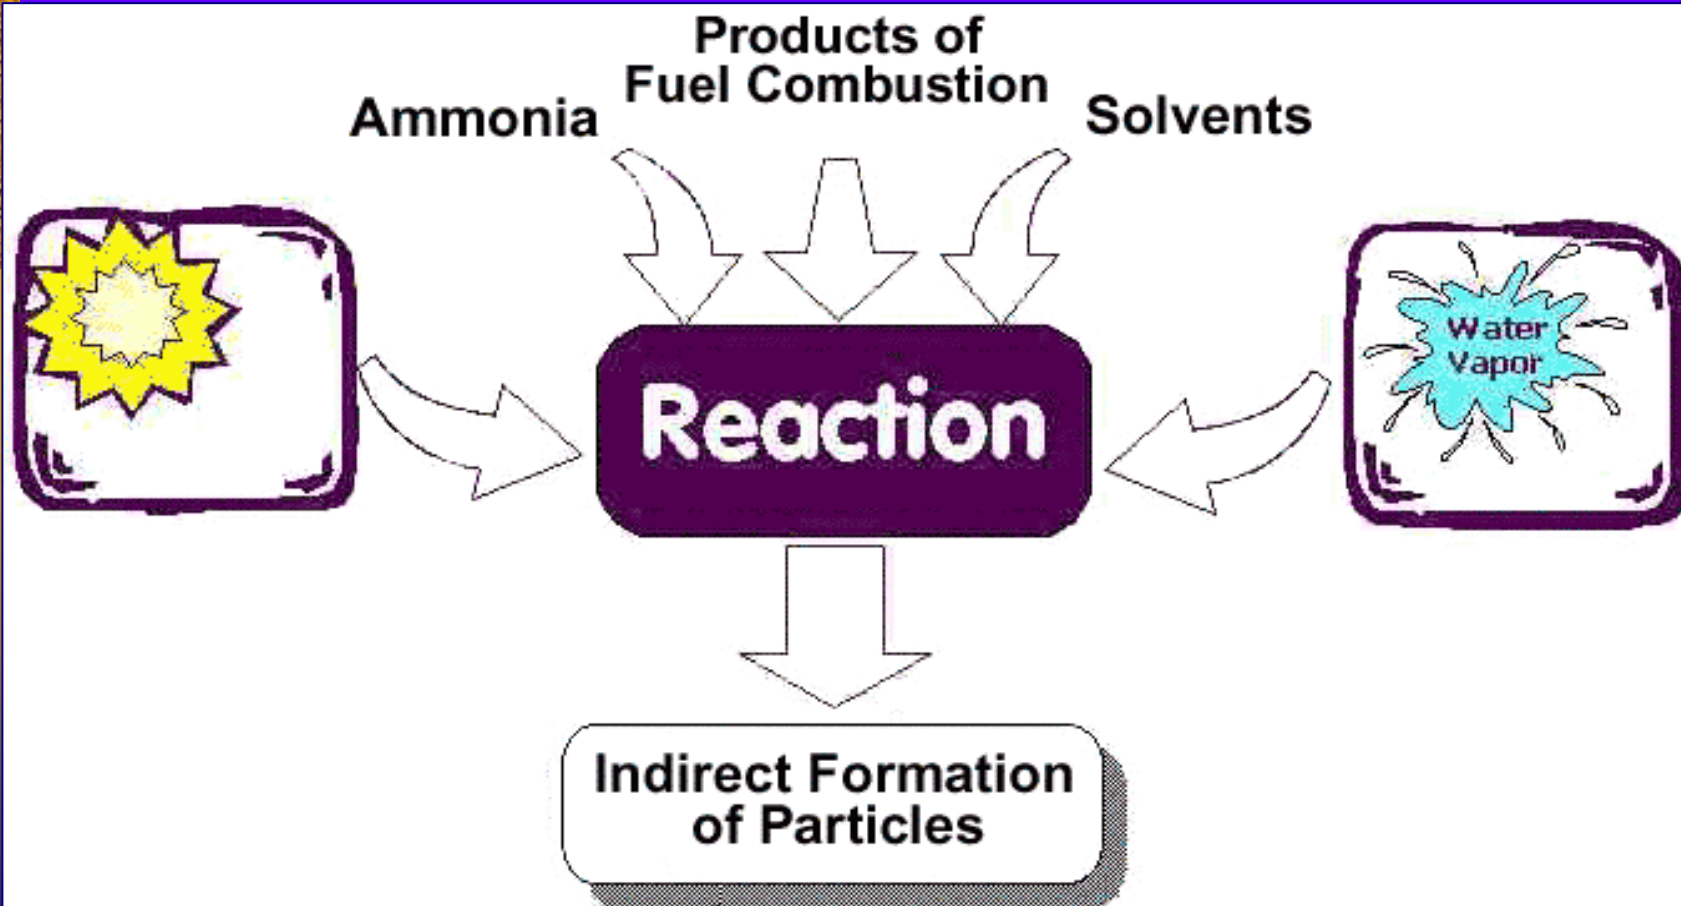 Products of
Fuel Combustion
Ammonia
Solvents
Water
Vapor
Reaction
Indirect Formation
of Particles